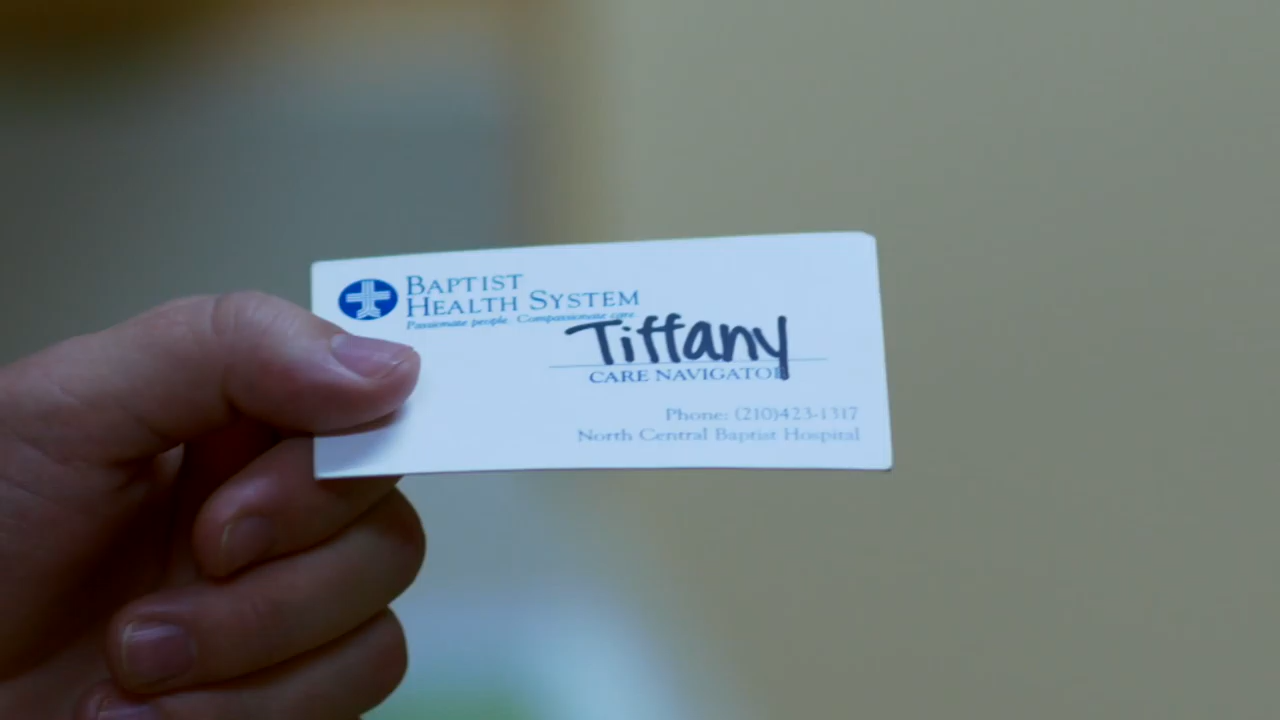 BAPTIST
HEALTH SYSTEM
Passionate people. Compassionate care.
Tiffany
CARE NAVIGATOR
Phone: (210)423-1317
North Central Baptist Hospital